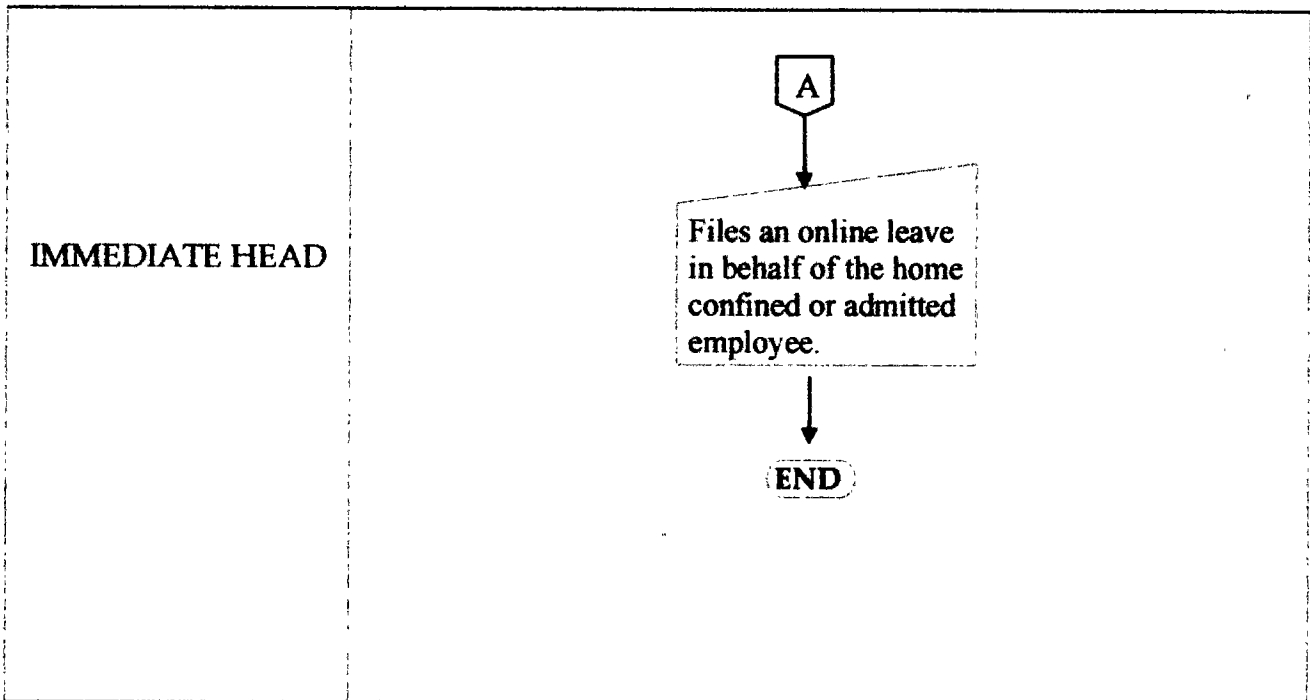 A
IMMEDIATE HEAD
Files an online leave
in behalf of the home
confined or admitted
employee.
END